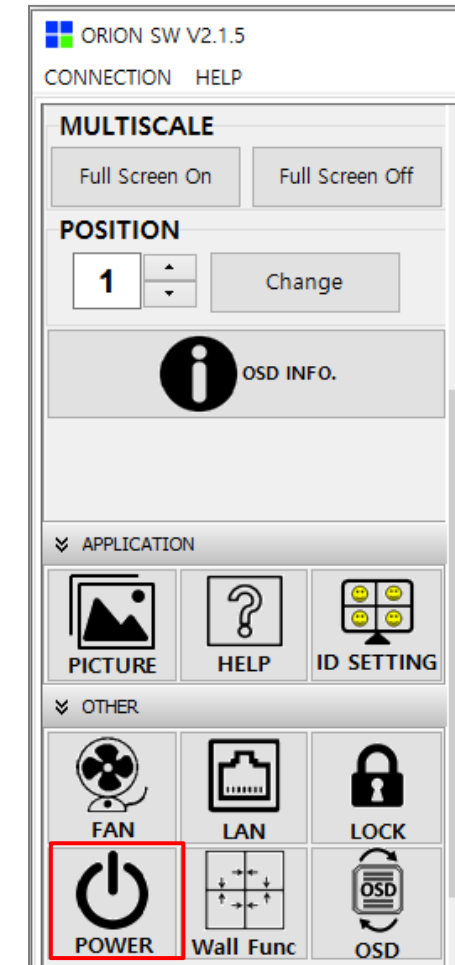 ORION SW V2.1.5
CONNECTION HELP
MULTISCALE
Full Screen On Full Screen Off
POSITION
1 Change
OSD INFO.
APPLICATION
PICTURE HELP ID SETTING
OTHER
FAN LAN LOCK
OSD
POWER Wall Func OSD